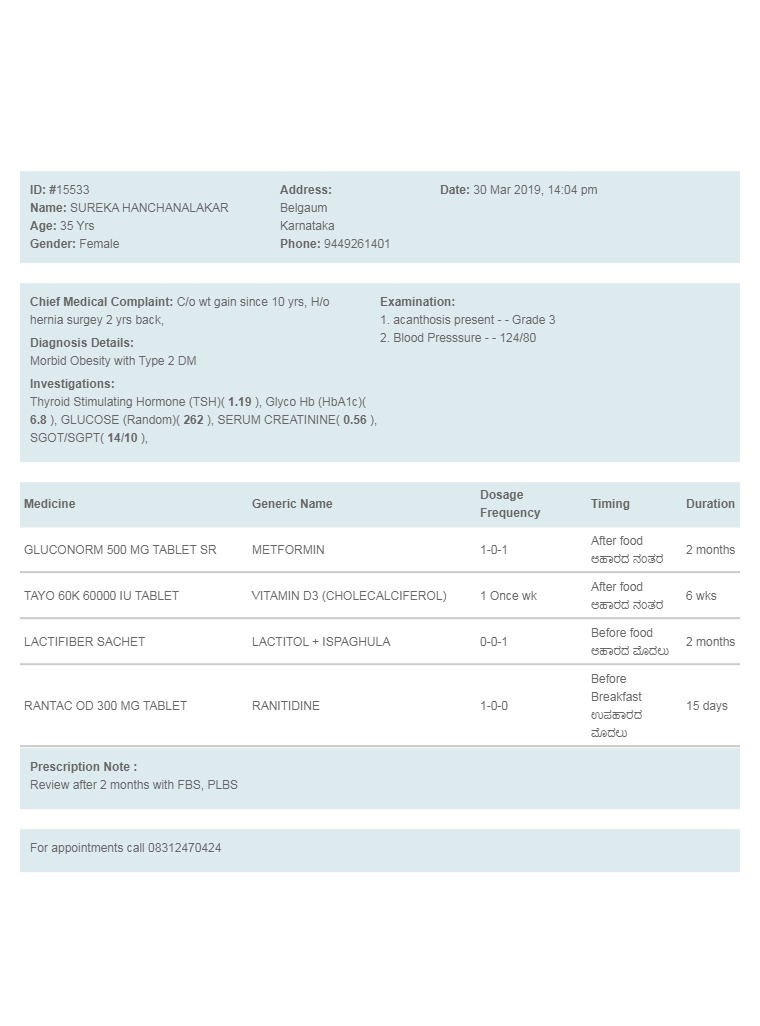 ID: #15533
Name: SUREKA HANCHANALAKAR
Age: 35 Yrs
Gender: Female
Address:
Belgaum
Karnataka
Phone: 9449261401
Date: 30 Mar 2019, 14:04 pm
Chief Medical Complaint: C/o wt gain since 10 yrs, H/o
hernia surgey 2 yrs back,
Diagnosis Details:
Morbid Obesity with Type 2 DM
Investigations:
Thyroid Stimulating Hormone (TSH)( 1.19 ), Glyco Hb (HbA1c)(
6.8 ), GLUCOSE (Random)( 262 ), SERUM CREATININE( 0.56 ),
SGOT/SGPT( 14/10 ),
Examination:
1. acanthosis present - - Grade 3
2. Blood Presssure - - 124/80
Medicine Generic Name Dosage Frequency Timing Duration
GLUCONORM 500 MG TABLET SR METFORMIN 1-0-1 After food 2 months
ಆಹಾರದ ನಂತರ
TAYO 60K 60000 IU TABLET VITAMIN D3 (CHOLECALCIFEROL) 1 Once wk After food 6 wks
ಆಹಾರದ ನಂತರ
LACTIFIBER SACHET LACTITOL + ISPAGHULA 0-0-1 Before food 2 months
ಆಹಾರದ ಮೊದಲು
RANTAC OD 300 MG TABLET RANITIDINE 1-0-0 Before 15 days
Breakfast
ಉಪಹಾರದ
ಮೊದಲು
Prescription Note :
Review after 2 months with FBS, PLBS
For appointments call 08312470424